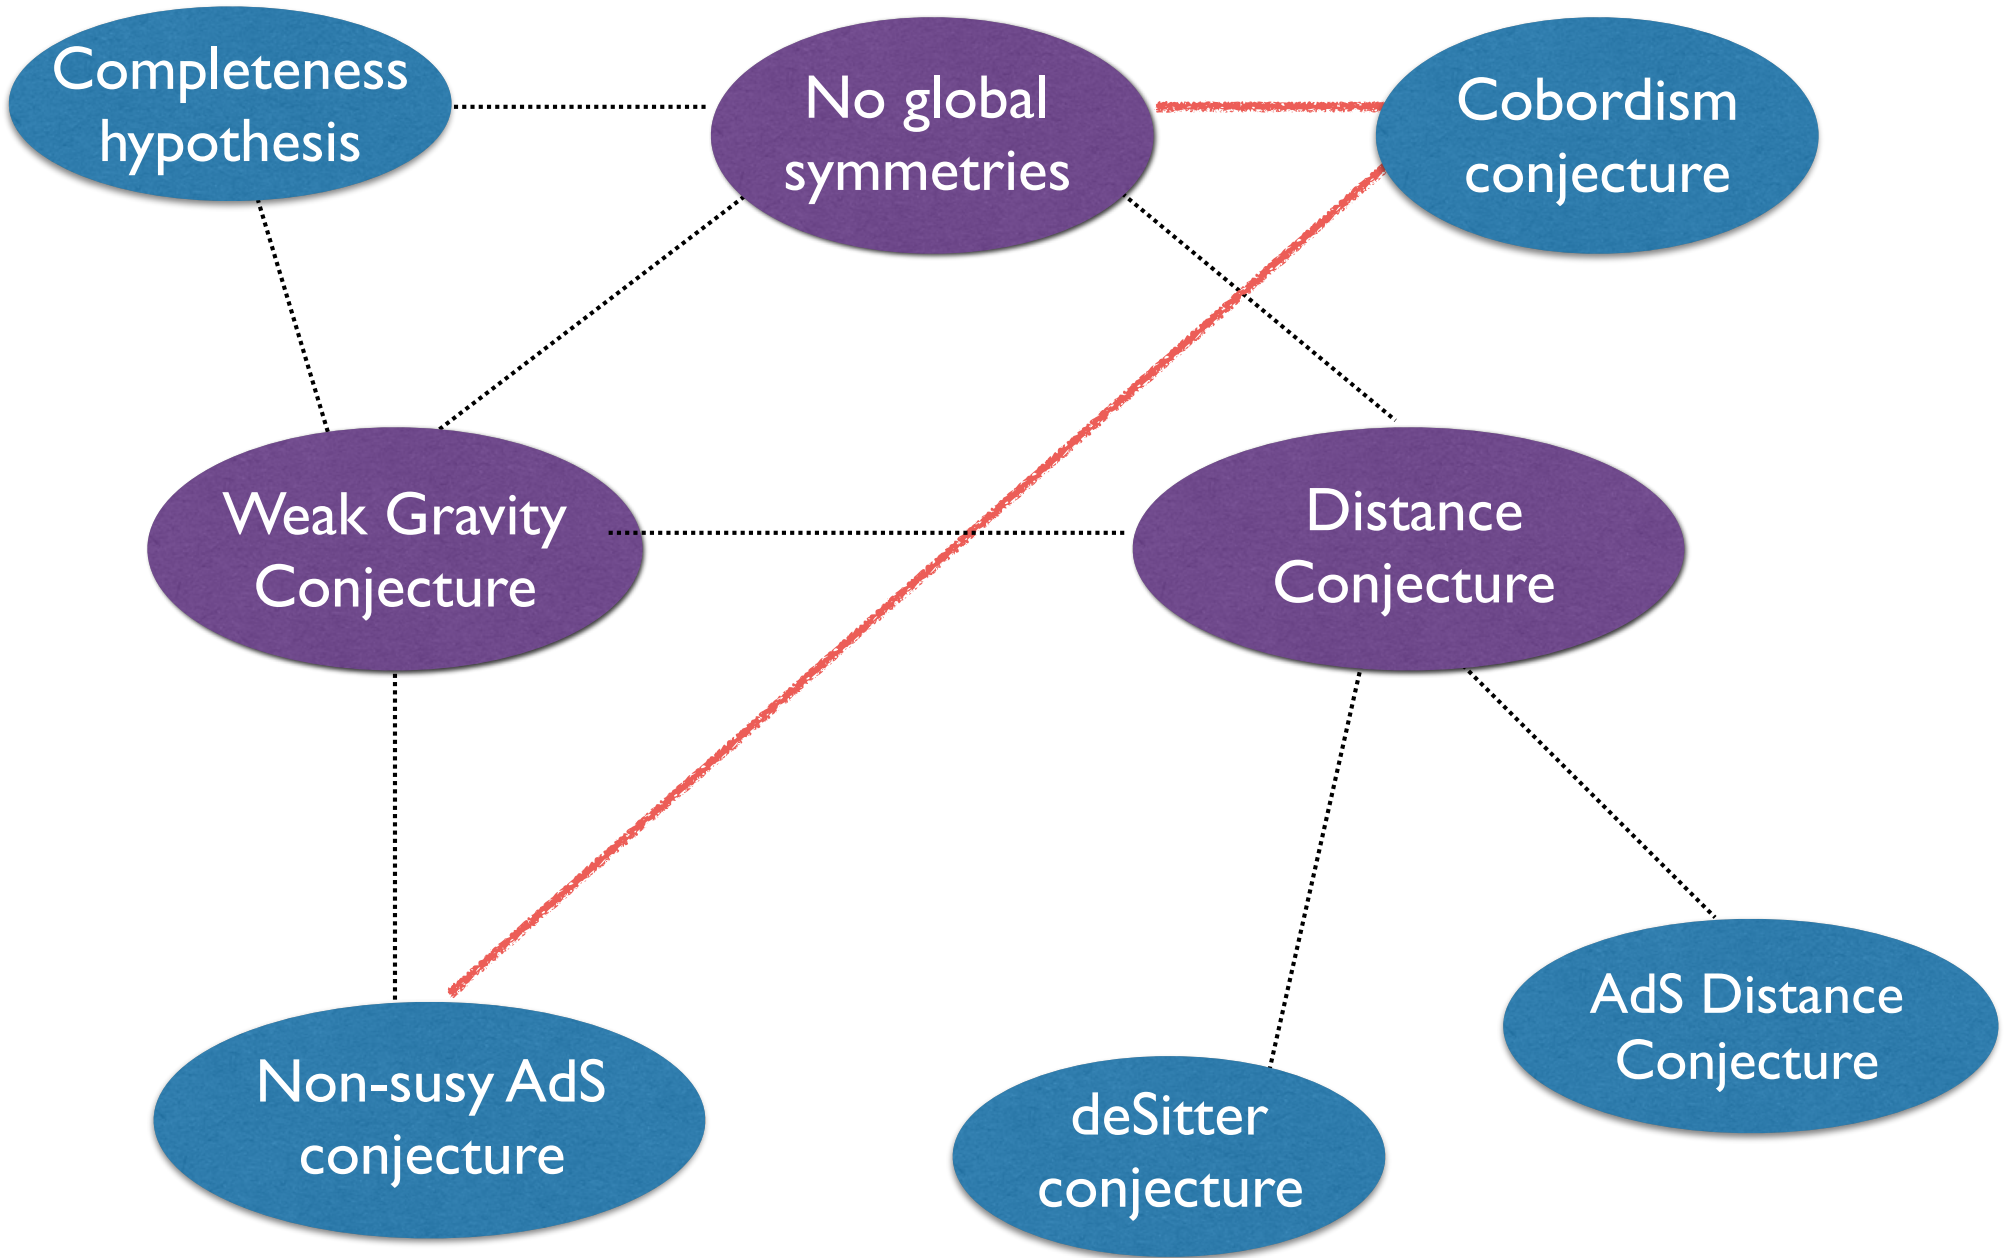 Completeness
hypothesis
No global
symmetries
Cobordism
conjecture
Weak Gravity
Conjecture
Distance
Conjecture
Non-susy AdS
conjecture
deSitter
conjecture
AdS Distance
Conjecture